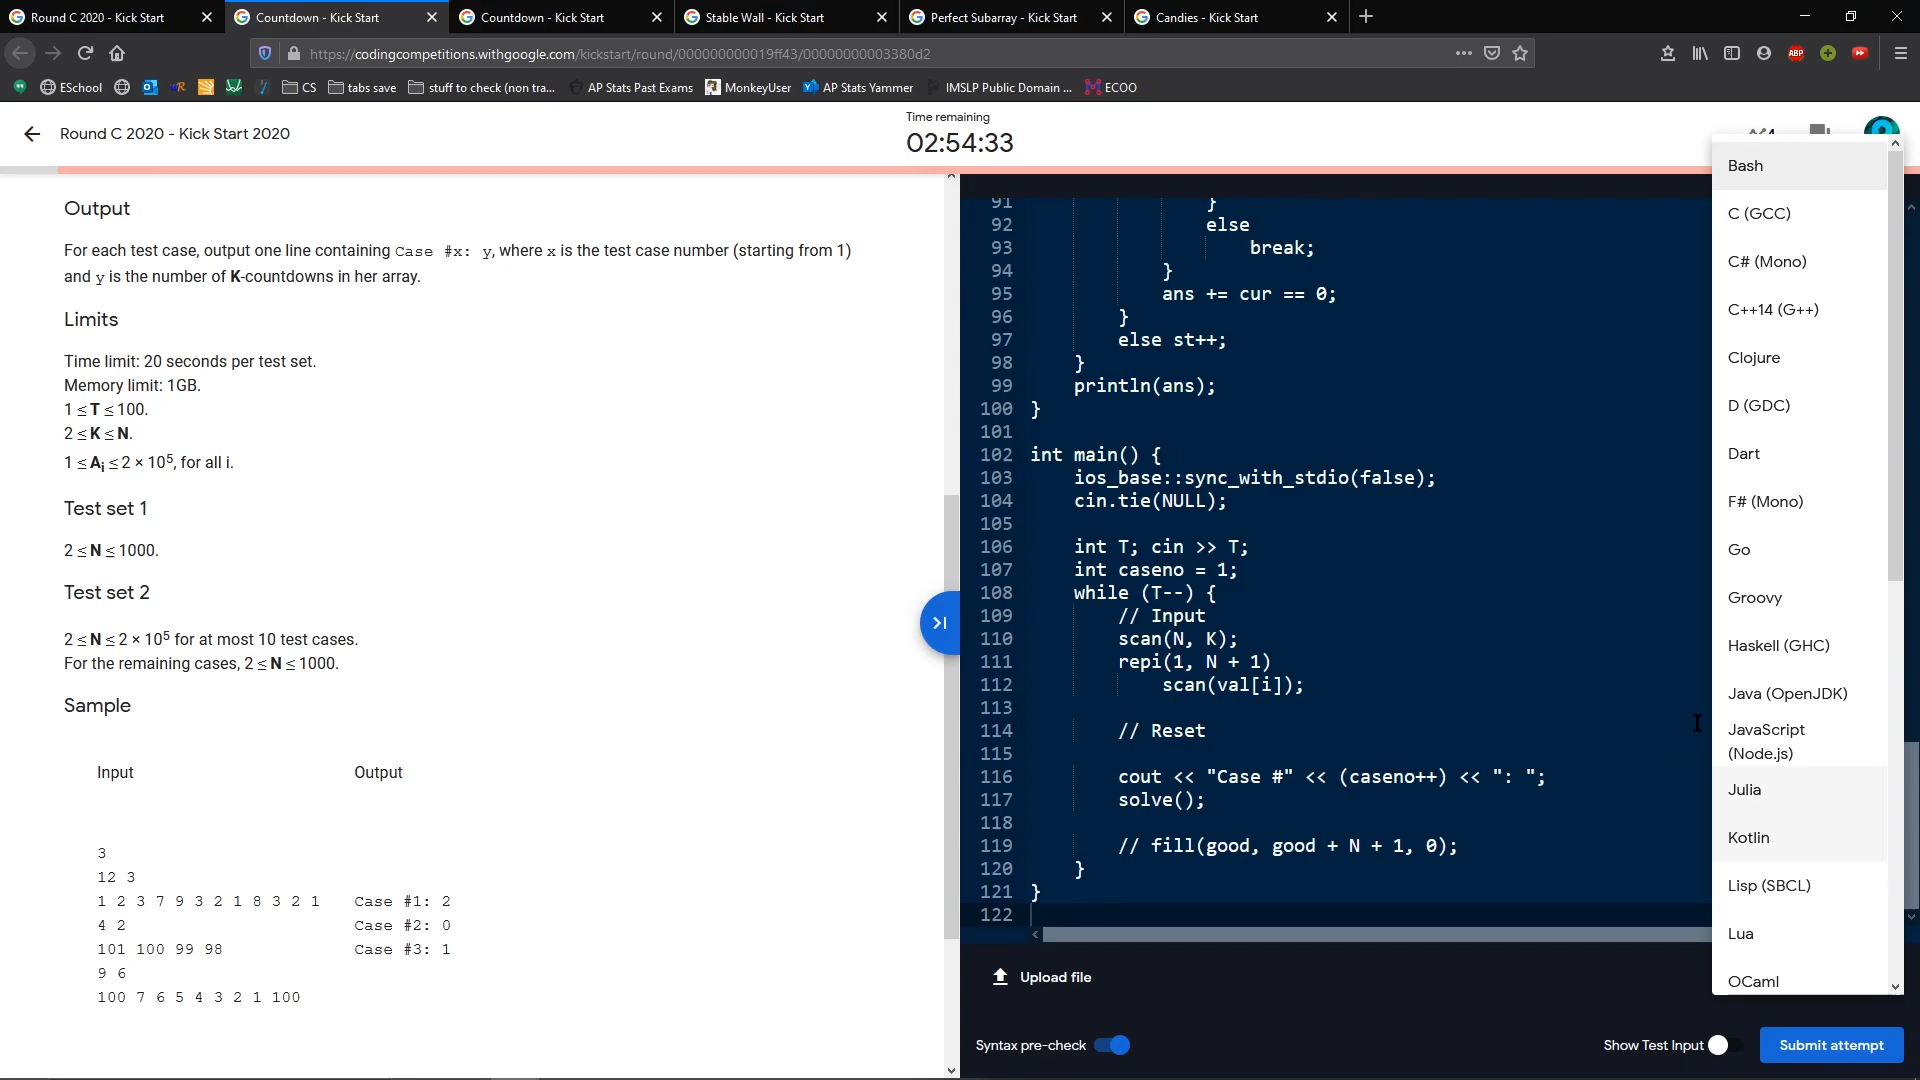 Round C 2020 - Kick Start
Countdown - Kick Start
Countdown - Kick Start
Stable Wall - Kick Start
Perfect Subarray - Kick Start
Candies - Kick Start
https://codingcompetitions.withgoogle.com/kickstart/round/000000000019ff43/00000000003380d2
ABP
ESchool
CS
tabs save
stuff to check (non tra...
AP Stats Past Exams
MonkeyUser
AP Stats Yammer
IMSLP Public Domain ...
ECOO
Round C 2020 - Kick Start 2020
Time remaining
02:54:33
Output
For each test case, output one line containing Case #x: y, where x is the test case number (starting from 1)
and y is the number of K-countdowns in her array.
Limits
Time limit: 20 seconds per test set.
Memory limit: 1GB.
1 ≤ T ≤ 100.
2 ≤ K ≤ N.
1 ≤ Ai ≤ 2 × 10⁵, for all i.
Test set 1
2 ≤ N ≤ 1000.
Test set 2
2 ≤ N ≤ 2 × 10⁵ for at most 10 test cases.
For the remaining cases, 2 ≤ N ≤ 1000.
Sample
Input Output
3
12 3
1 2 3 7 9 3 2 1 8 3 2 1 Case #1: 2
4 2 Case #2: 0
101 100 99 98 Case #3: 1
9 6
100 7 6 5 4 3 2 1 100
91 }
92 else
93 break;
94 }
95 ans += cur == 0;
96 }
97 else st++;
98 }
99 println(ans);
100 }
101
102 int main() {
103 ios_base::sync_with_stdio(false);
104 cin.tie(NULL);
105
106 int T; cin >> T;
107 int caseno = 1;
108 while (T--) {
109 // Input
110 scan(N, K);
111 repi(1, N + 1)
112 scan(val[i]);
113
114 // Reset
115
116 cout << "Case #" << (caseno++) << ": ";
117 solve();
118
119 // fill(good, good + N + 1, 0);
120 }
121 }
122
Upload file
Syntax pre-check
Show Test Input
Submit attempt
Bash
C (GCC)
C# (Mono)
C++14 (G++)
Clojure
D (GDC)
Dart
F# (Mono)
Go
Groovy
Haskell (GHC)
Java (OpenJDK)
JavaScript
(Node.js)
Julia
Kotlin
Lisp (SBCL)
Lua
OCaml